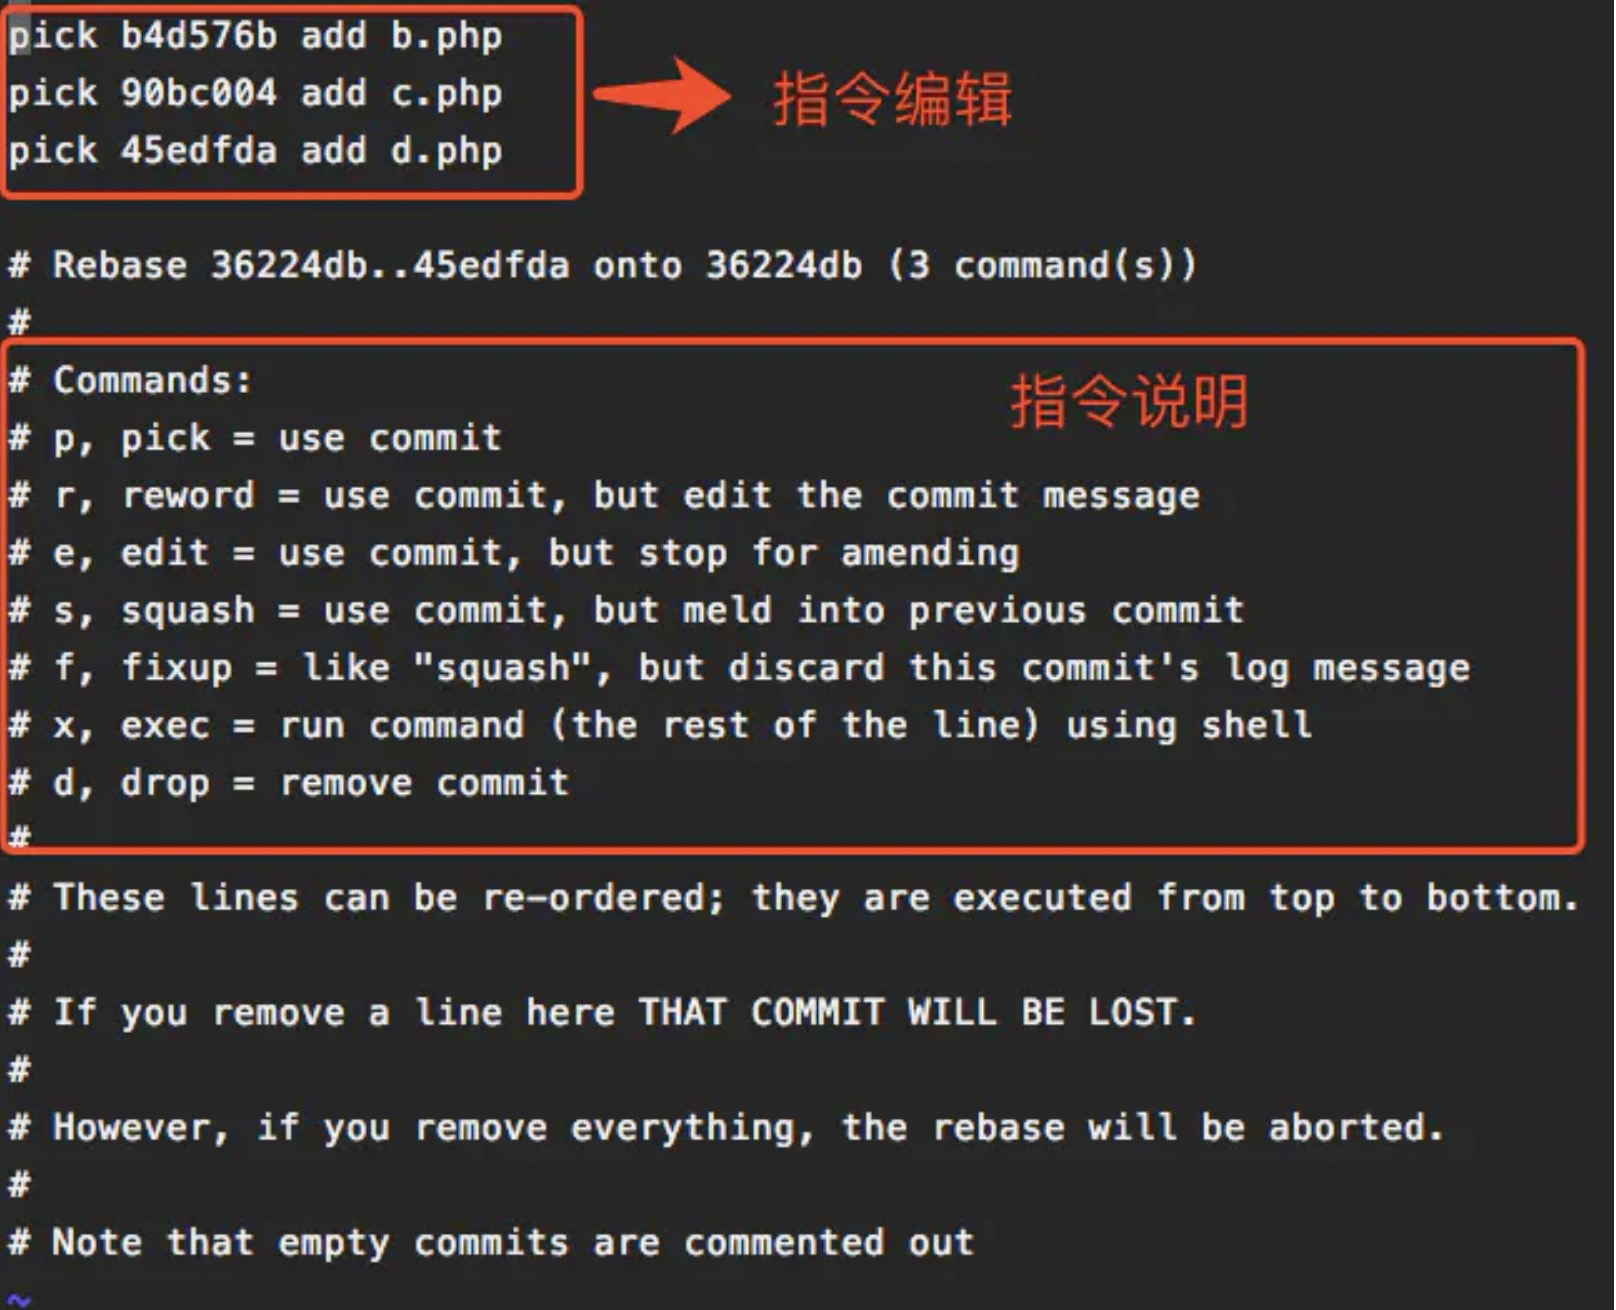 pick b4d576b add b.php
pick 90bc004 add c.php
指令编辑
pick 45edfda add d.php
# Rebase 36224db..45edfda onto 36224db (3 command(s))
#
# Commands:
指令说明
# p, pick = use commit
# r, reword = use commit, but edit the commit message
# e, edit = use commit, but stop for amending
# s, squash = use commit, but meld into previous commit
# f, fixup = like "squash", but discard this commit's log message
# x, exec = run command (the rest of the line) using shell
# d, drop = remove commit
#
# These lines can be re-ordered; they are executed from top to bottom.
#
# If you remove a line here THAT COMMIT WILL BE LOST.
#
# However, if you remove everything, the rebase will be aborted.
#
# Note that empty commits are commented out
~